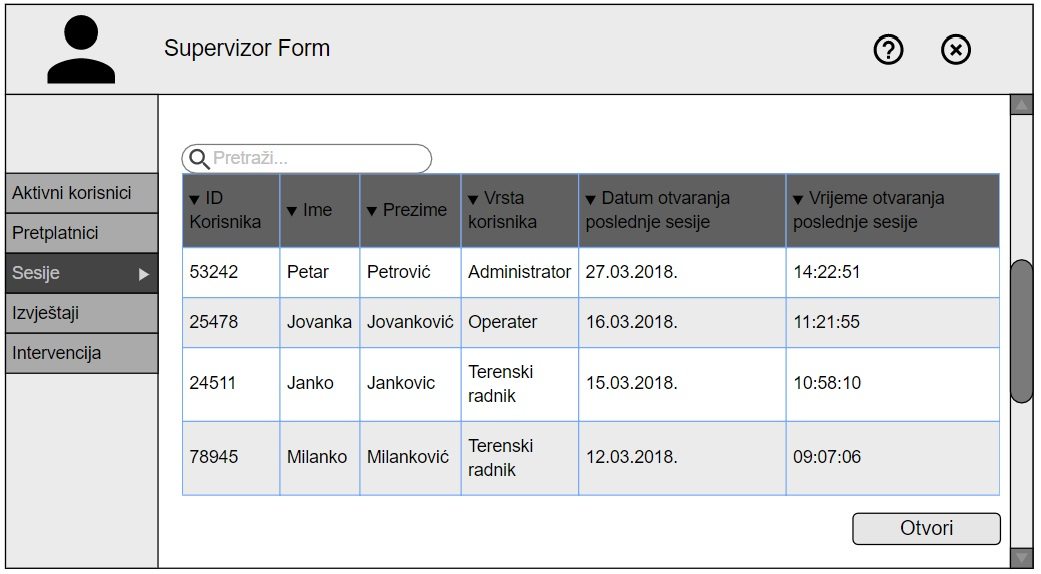 Supervizor Form
Aktivni korisnici
Pretplatnici
Sesije
Izvještaji
Intervencija
Pretraži...
▼ ID Korisnika ▼ Ime ▼ Prezime ▼ Vrsta korisnika ▼ Datum otvaranja poslednje sesije ▼ Vrijeme otvaranja poslednje sesije
53242 Petar Petrović Administrator 27.03.2018. 14:22:51
25478 Jovanka Jovanković Operater 16.03.2018. 11:21:55
24511 Janko Jankovic Terenski radnik 15.03.2018. 10:58:10
78945 Milanko Milanković Terenski radnik 12.03.2018. 09:07:06
Otvori